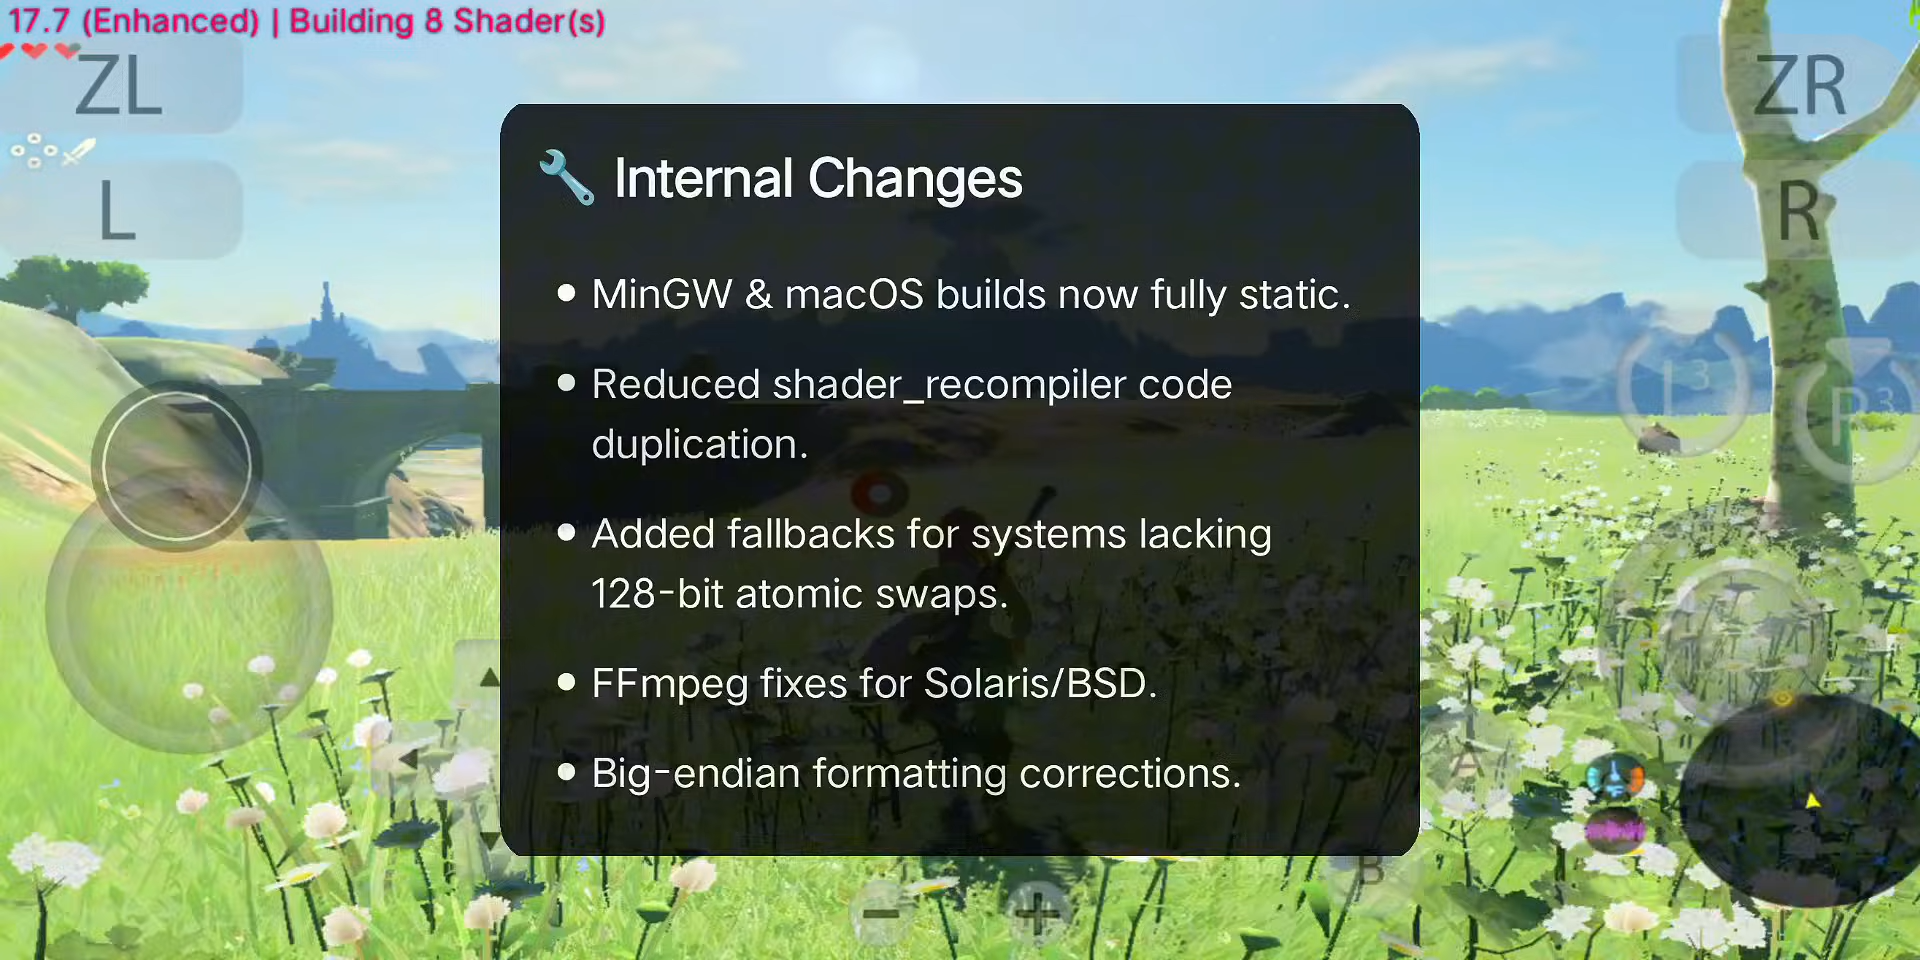 17.7 (Enhanced) | Building 8 Shader(s)
ZL
ZR
L
R
🔧 Internal Changes
• MinGW & macOS builds now fully static.
• Reduced shader_recompiler code
duplication.
• Added fallbacks for systems lacking
128-bit atomic swaps.
• FFmpeg fixes for Solaris/BSD.
• Big-endian formatting corrections.
L3
R3
A
B